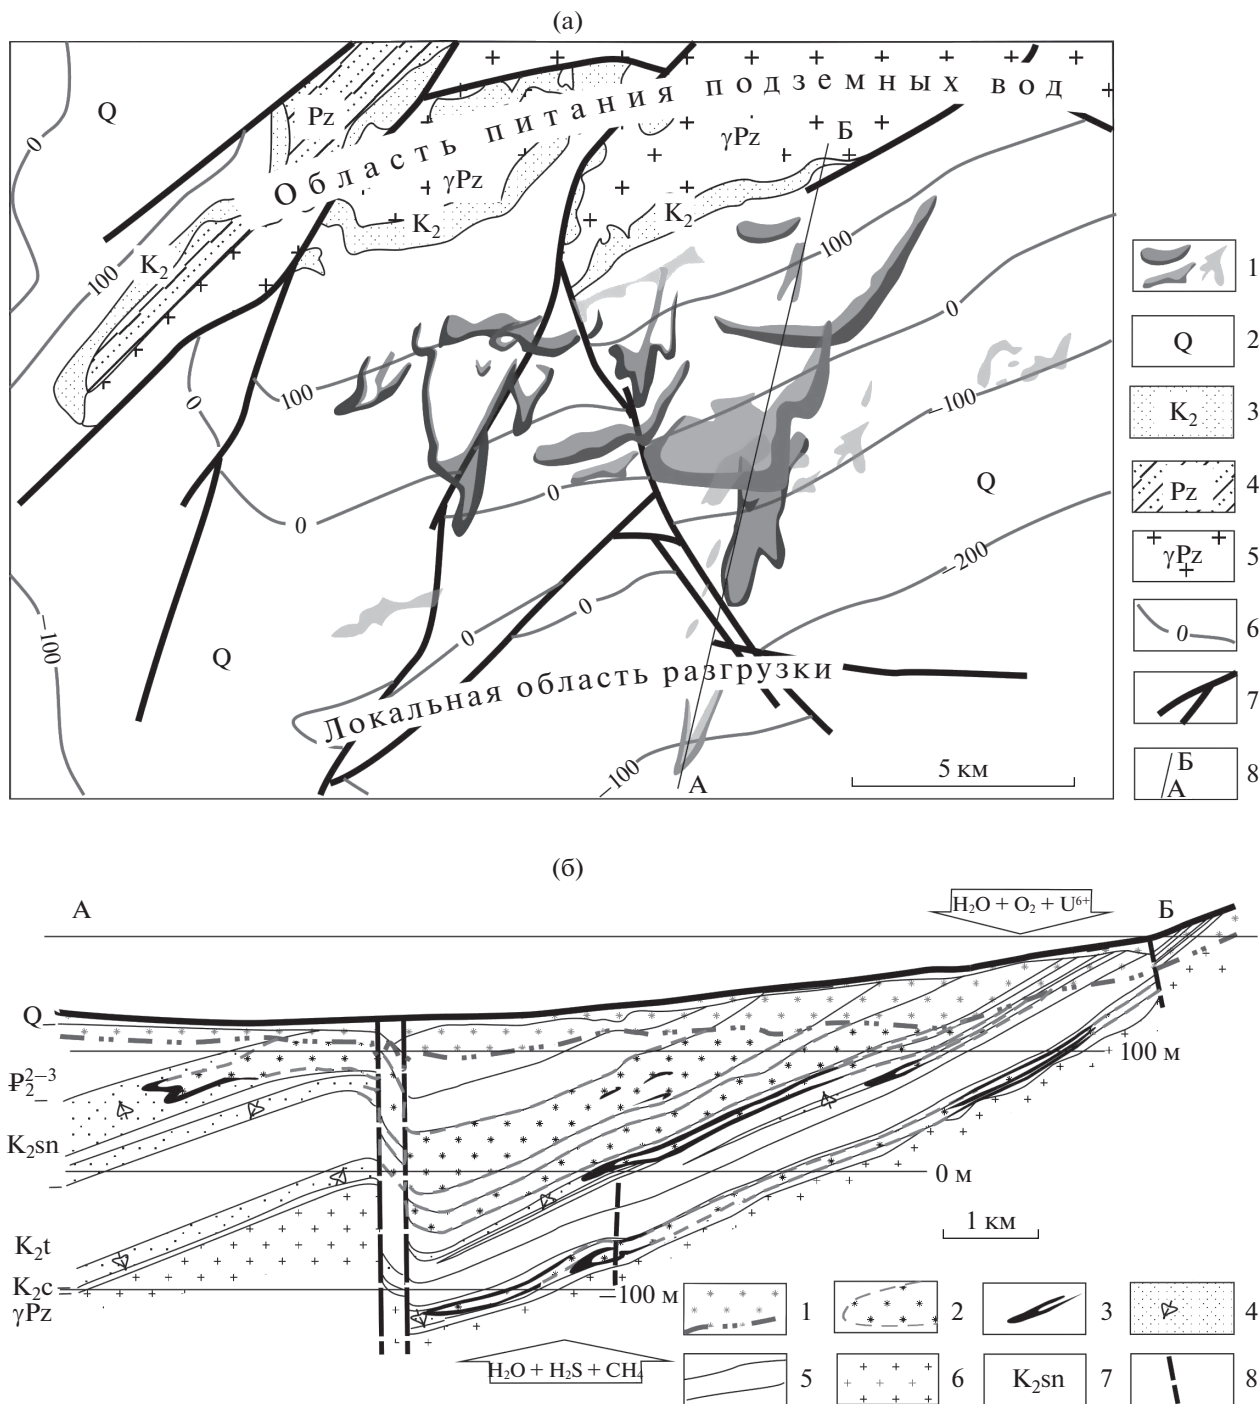 (а)
Q
Pz
Область питания подземных вод
γPz
γPz
Б
0
K₂
K₂
K₂
100
100
100
0
0
0
0
0
0
–100
–100
–200
–100
Q
Q
Локальная область разгрузки
5 км
А
1
Q 2
K₂ 3
Pz 4
γPz 5
0 6
7
Б
А 8
(б)
А
H₂O + O₂ + U⁶⁺
Б
Q
100 м
Ᵽ₂²⁻³
K₂sn
0 м
1 км
K₂t
K₂c
γPz
–100 м
H₂O + H₂S + CH₄
1 2 3 4
5 6 K₂sn 7 8